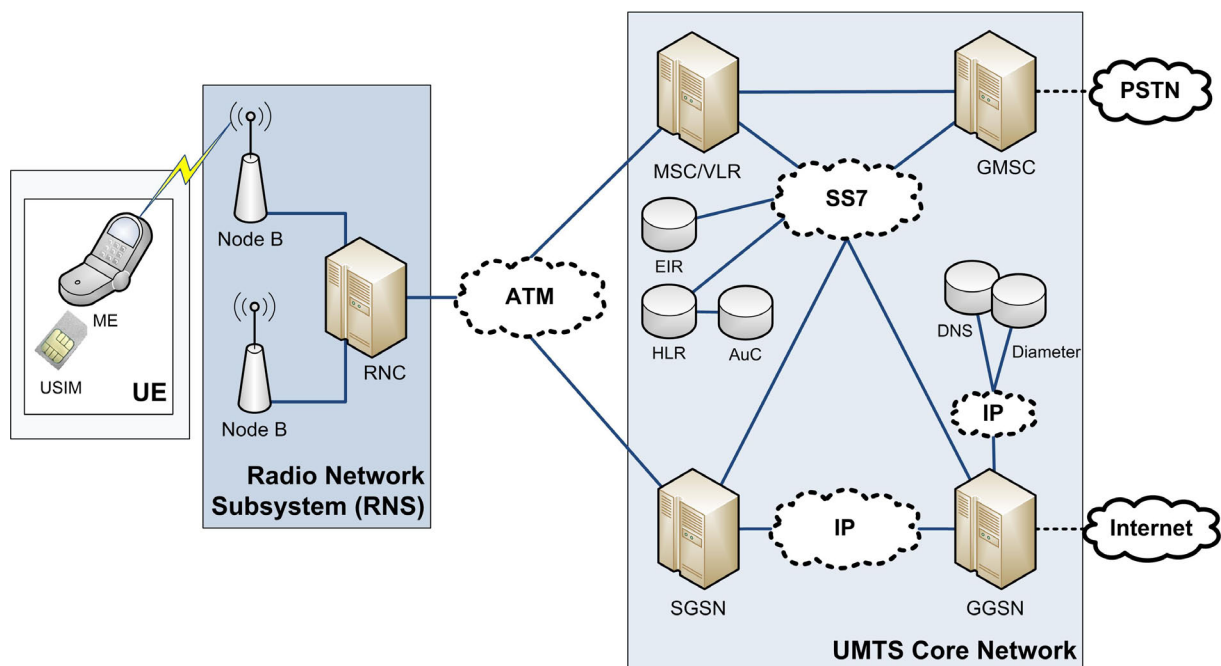 ME
USIM
UE
Node B
Node B
RNC
Radio Network
Subsystem (RNS)
ATM
MSC/VLR
GMSC
PSTN
SS7
EIR
HLR
AuC
DNS
Diameter
IP
SGSN
IP
GGSN
Internet
UMTS Core Network